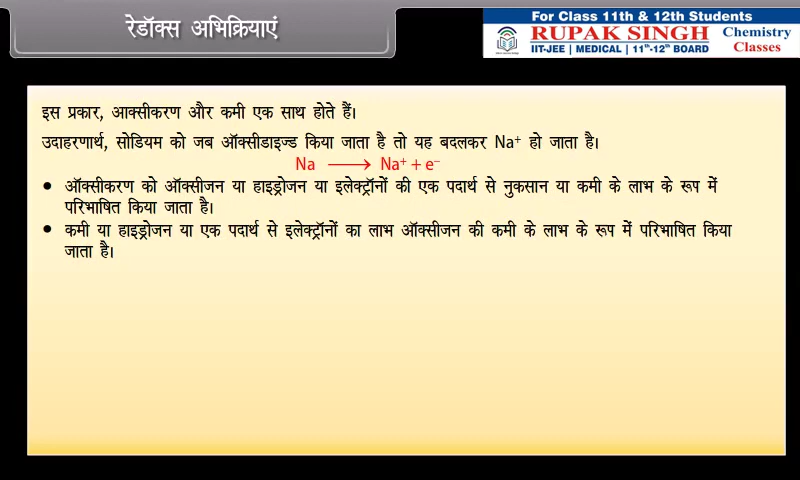 रेडॉक्स अभिक्रियाएं
For Class 11th & 12th Students
RUPAK SINGH
IIT-JEE | MEDICAL | 11th-12th BOARD
Chemistry
Classes
इस प्रकार, आक्सीकरण और कमी एक साथ होते हैं।
उदाहरणार्थ, सोडियम को जब ऑक्सीडाइज्ड किया जाता है तो यह बदलकर Na⁺ हो जाता है।
Na ⟶ Na⁺ + e⁻
• ऑक्सीकरण को ऑक्सीजन या हाइड्रोजन या इलेक्ट्रॉनों की एक पदार्थ से नुकसान या कमी के लाभ के रूप में
परिभाषित किया जाता है।
• कमी या हाइड्रोजन या एक पदार्थ से इलेक्ट्रॉनों का लाभ ऑक्सीजन की कमी के लाभ के रूप में परिभाषित किया
जाता है।